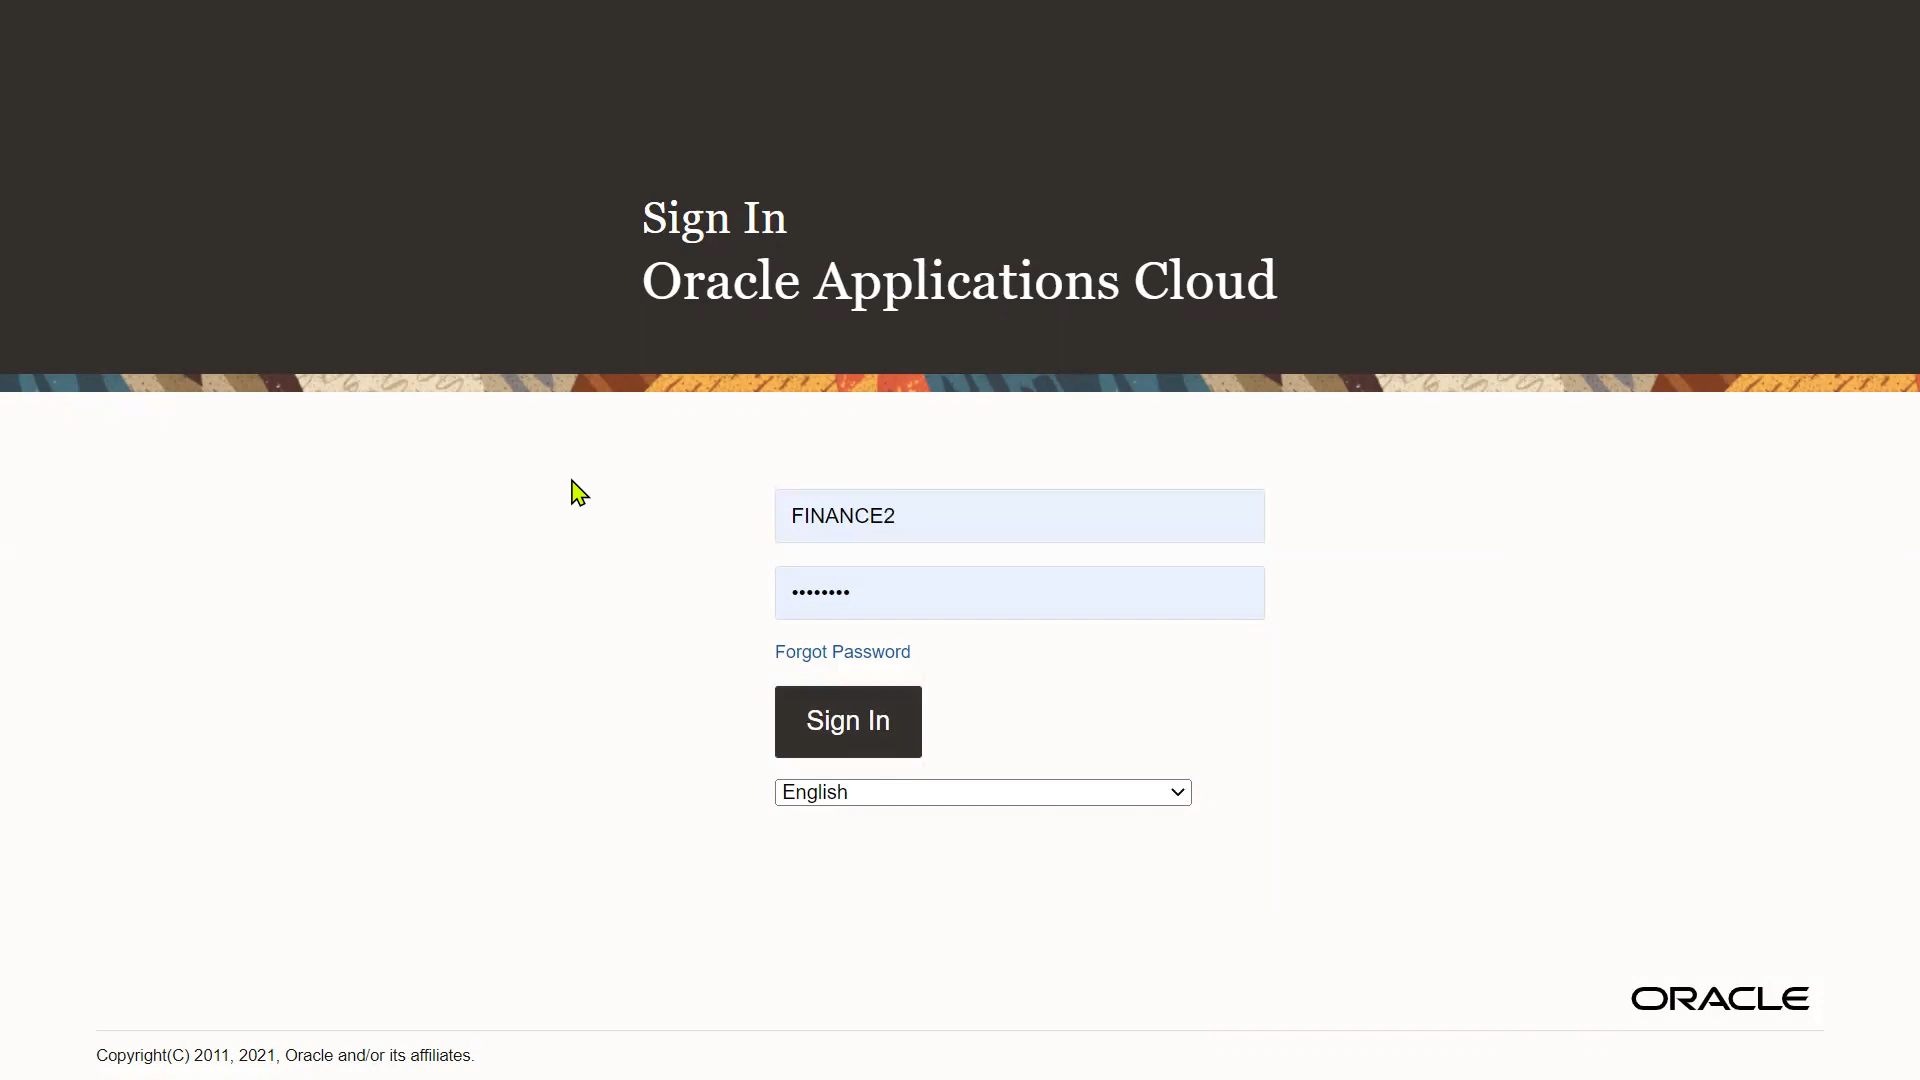 Sign In
Oracle Applications Cloud
FINANCE2
••••••••
Forgot Password
Sign In
English
ORACLE
Copyright(C) 2011, 2021, Oracle and/or its affiliates.